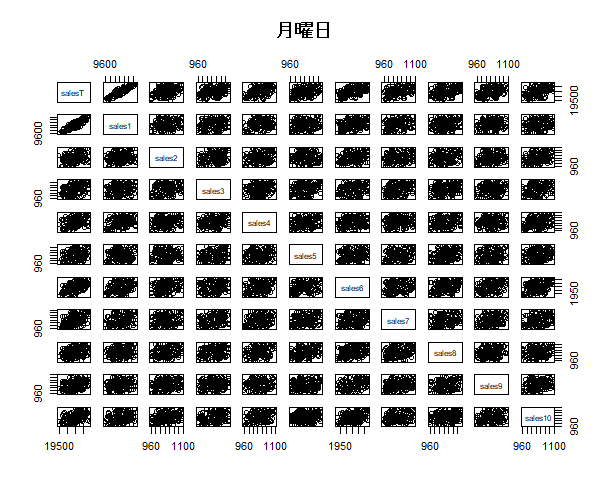 月曜日
9600 960 960 960 1100 960 1100
salesT 19500
9600 sales1
sales2 960
960 sales3
sales4 960
960 sales5
sales6 1950
960 sales7
sales8 960
960 sales9
sales10 960
19500 960 1100 960 1100 1950 960 960 1100